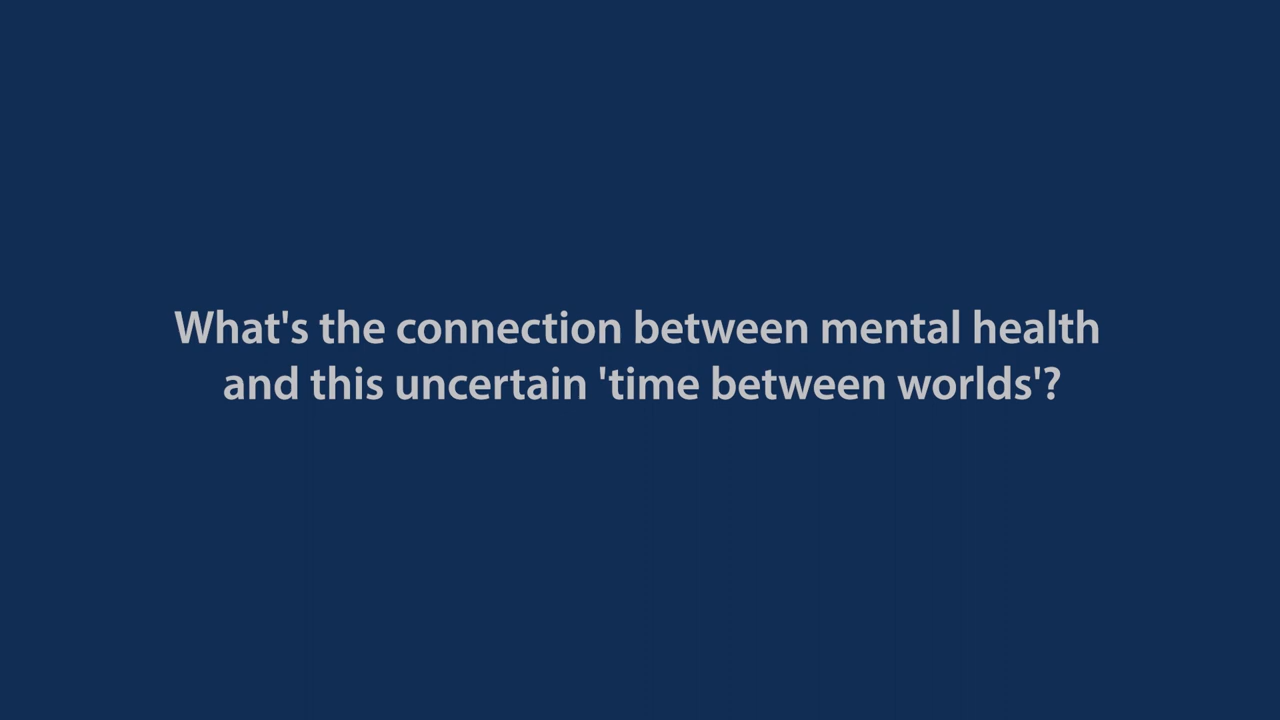 What's the connection between mental health
and this uncertain 'time between worlds'?